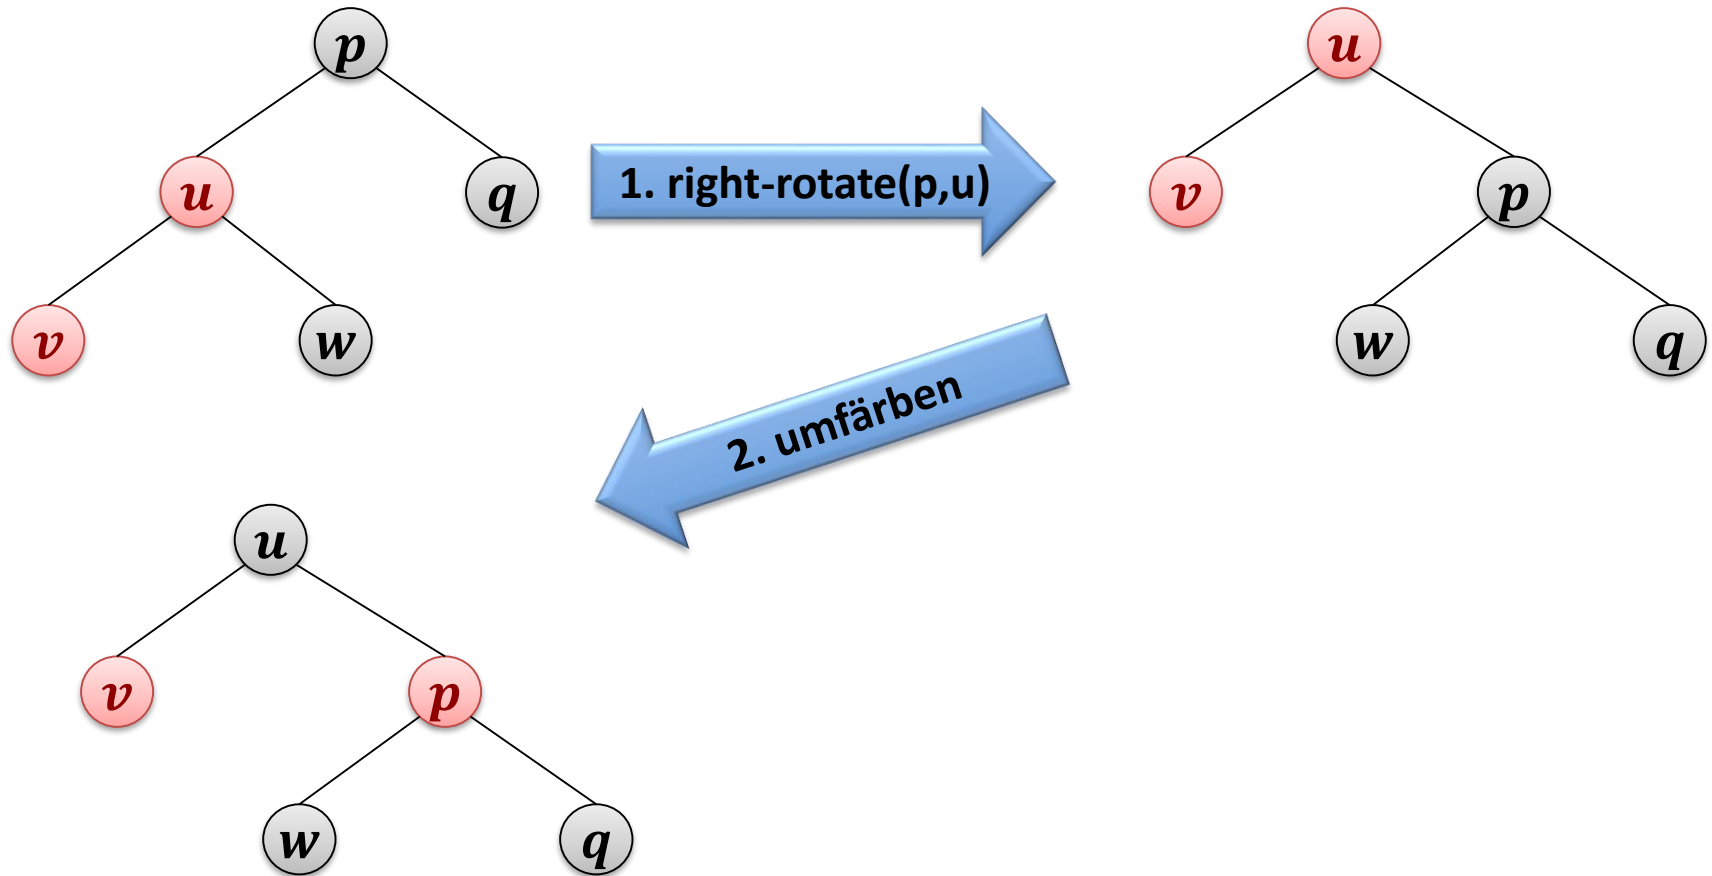 p
u
q
v
w
1. right-rotate(p,u)
u
v
p
w
q
2. umfärben
u
v
p
w
q